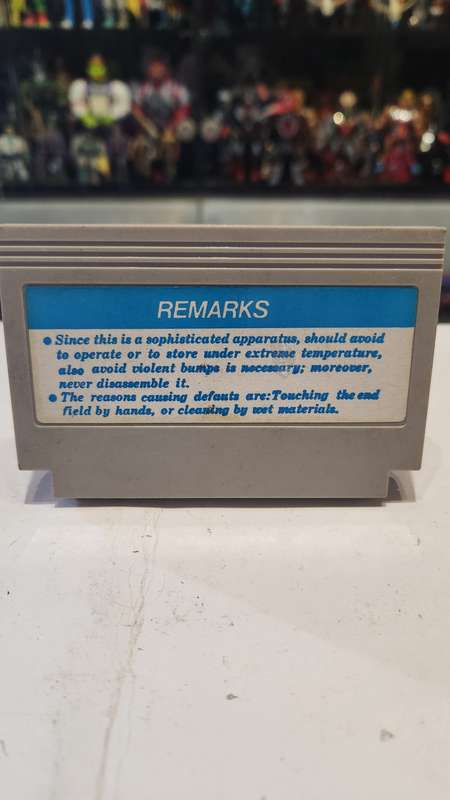 REMARKS
● Since this is a sophisticated apparatus, should avoid
to operate or to store under extreme temperature,
also avoid violent bumps is necessary; moreover,
never disassemble it.
● The reasons causing defauts are:Touching the end
field by hands, or cleaning by wet materials.